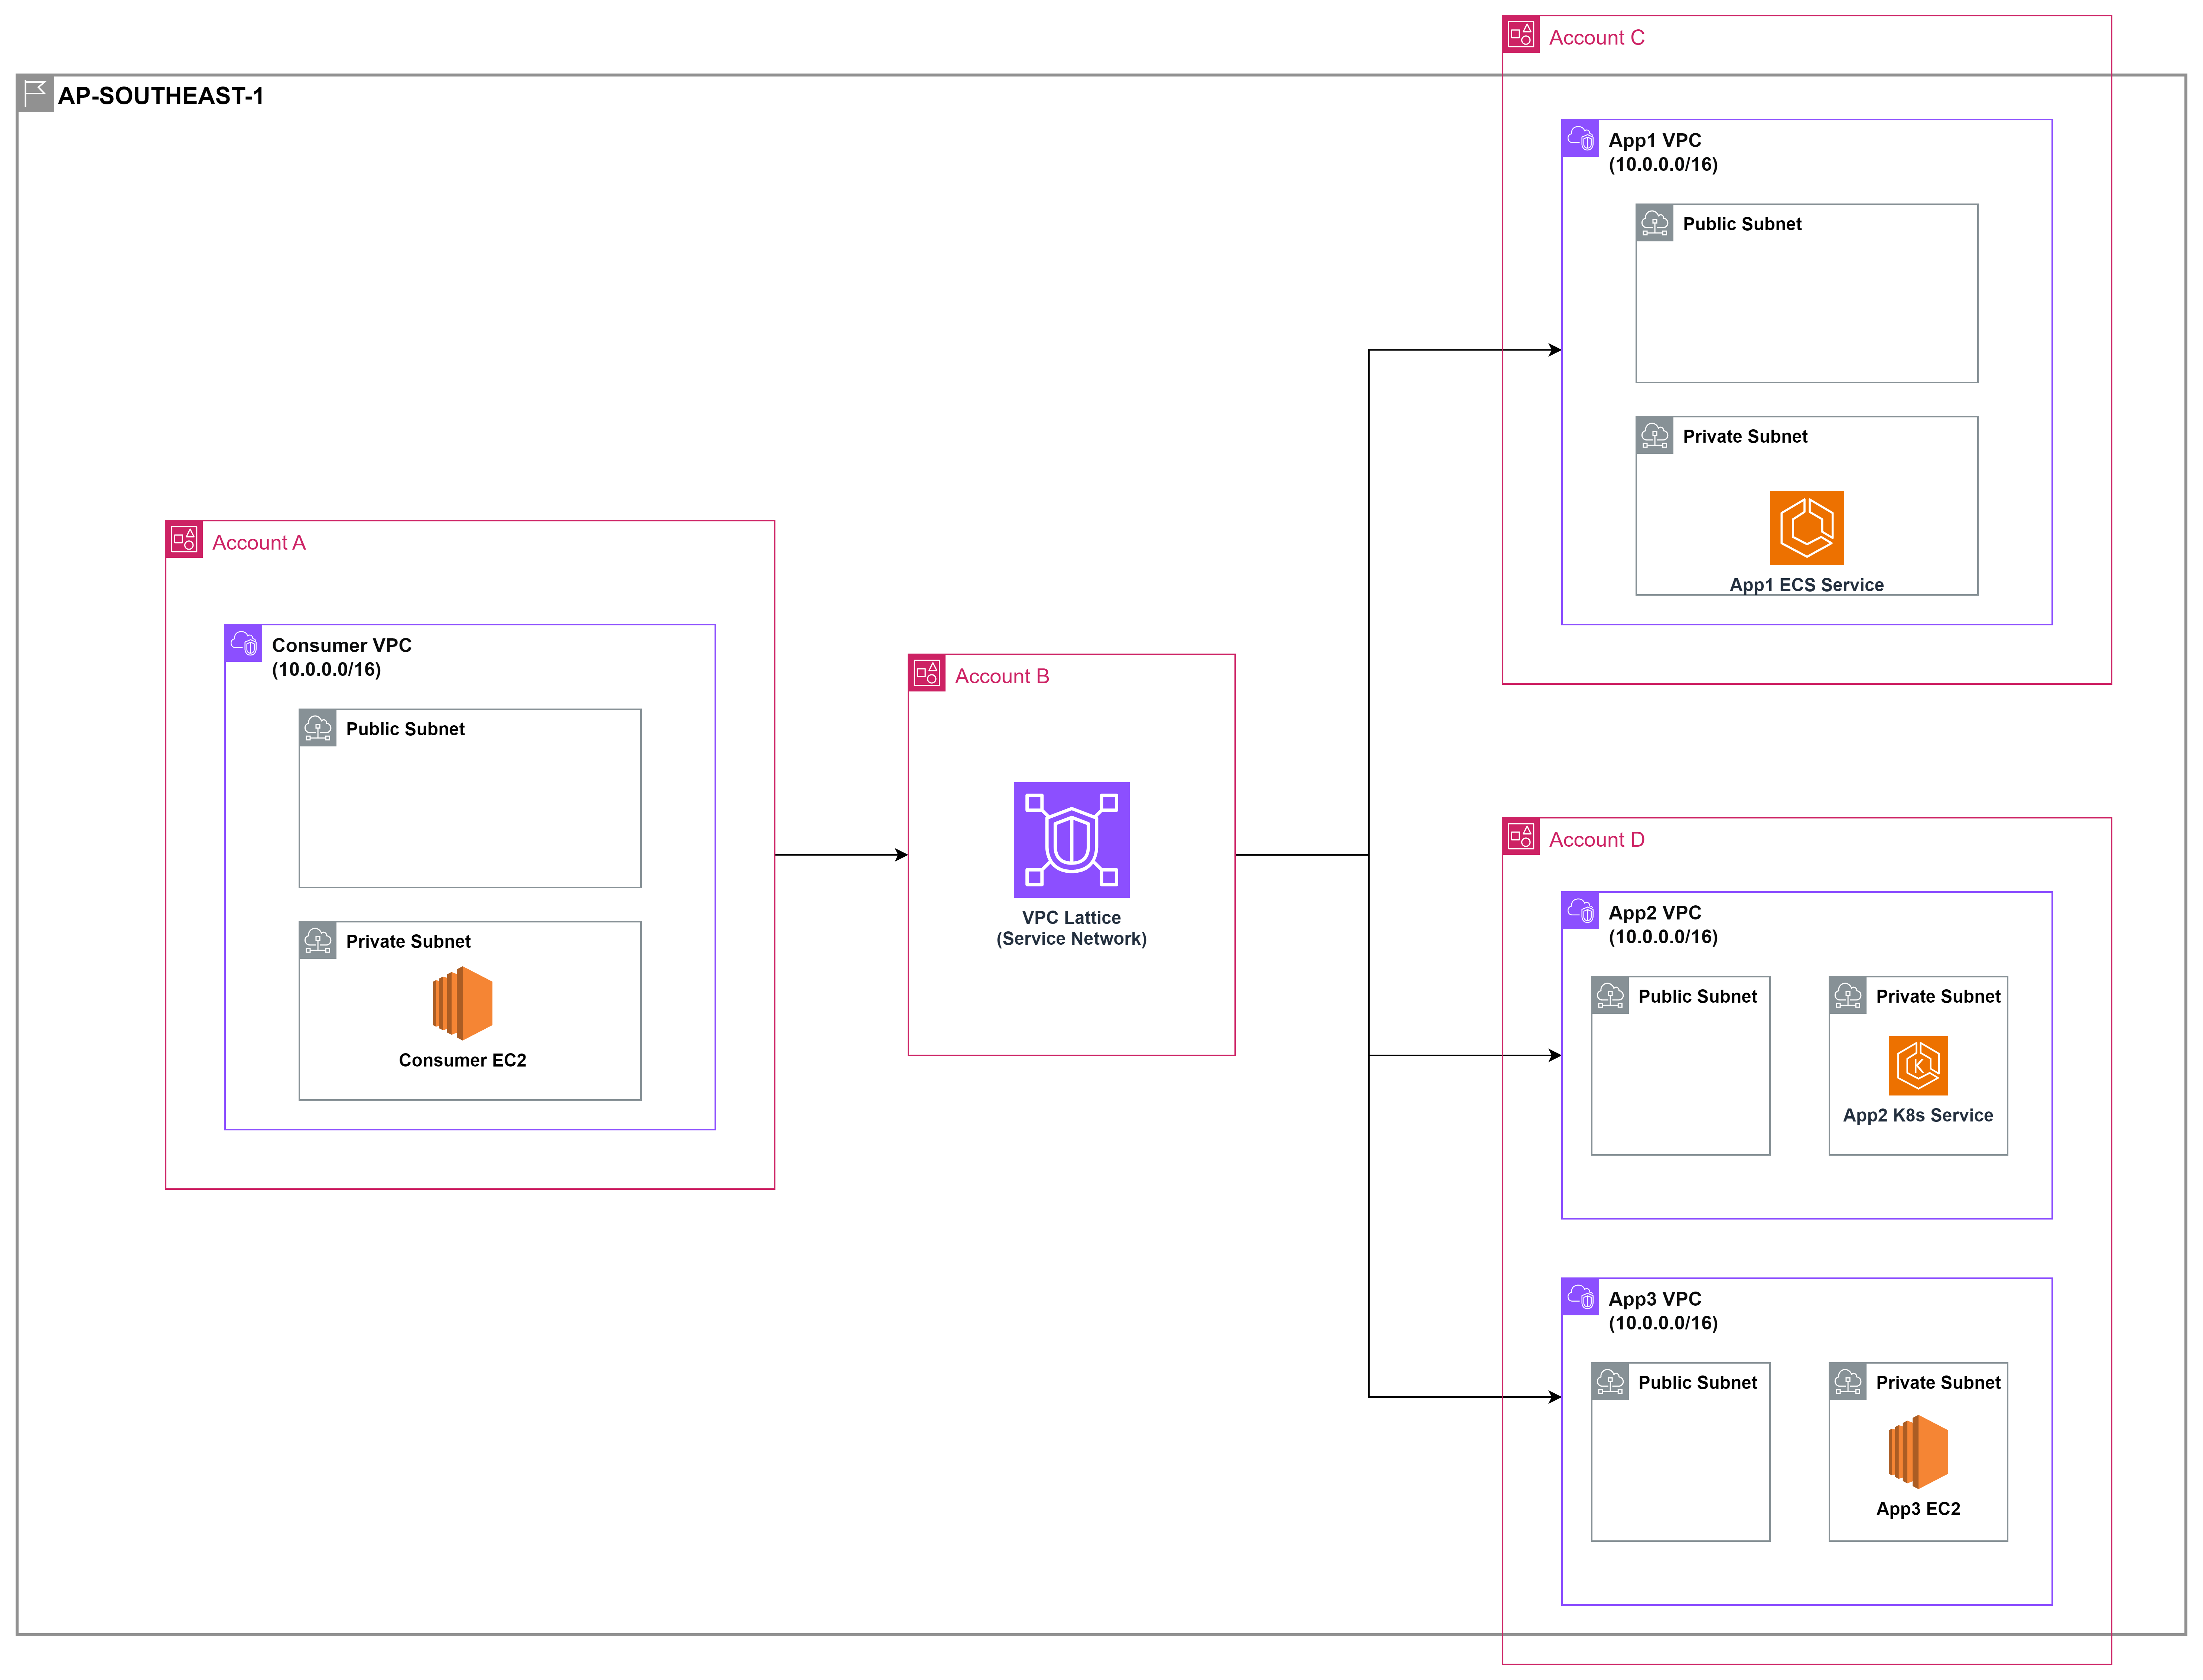 AP-SOUTHEAST-1
Account A
Consumer VPC
(10.0.0.0/16)
Public Subnet
Private Subnet
Consumer EC2
Account B
VPC Lattice
(Service Network)
Account C
App1 VPC
(10.0.0.0/16)
Public Subnet
Private Subnet
App1 ECS Service
Account D
App2 VPC
(10.0.0.0/16)
Public Subnet
Private Subnet
K
App2 K8s Service
App3 VPC
(10.0.0.0/16)
Public Subnet
Private Subnet
App3 EC2